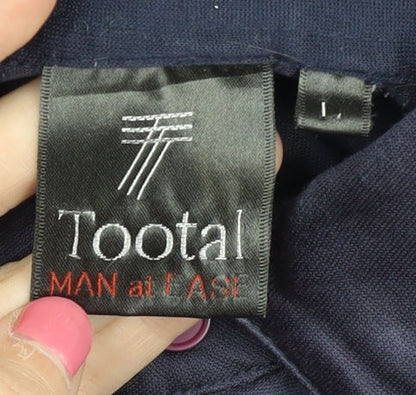 L
Tootal
MAN at EASE